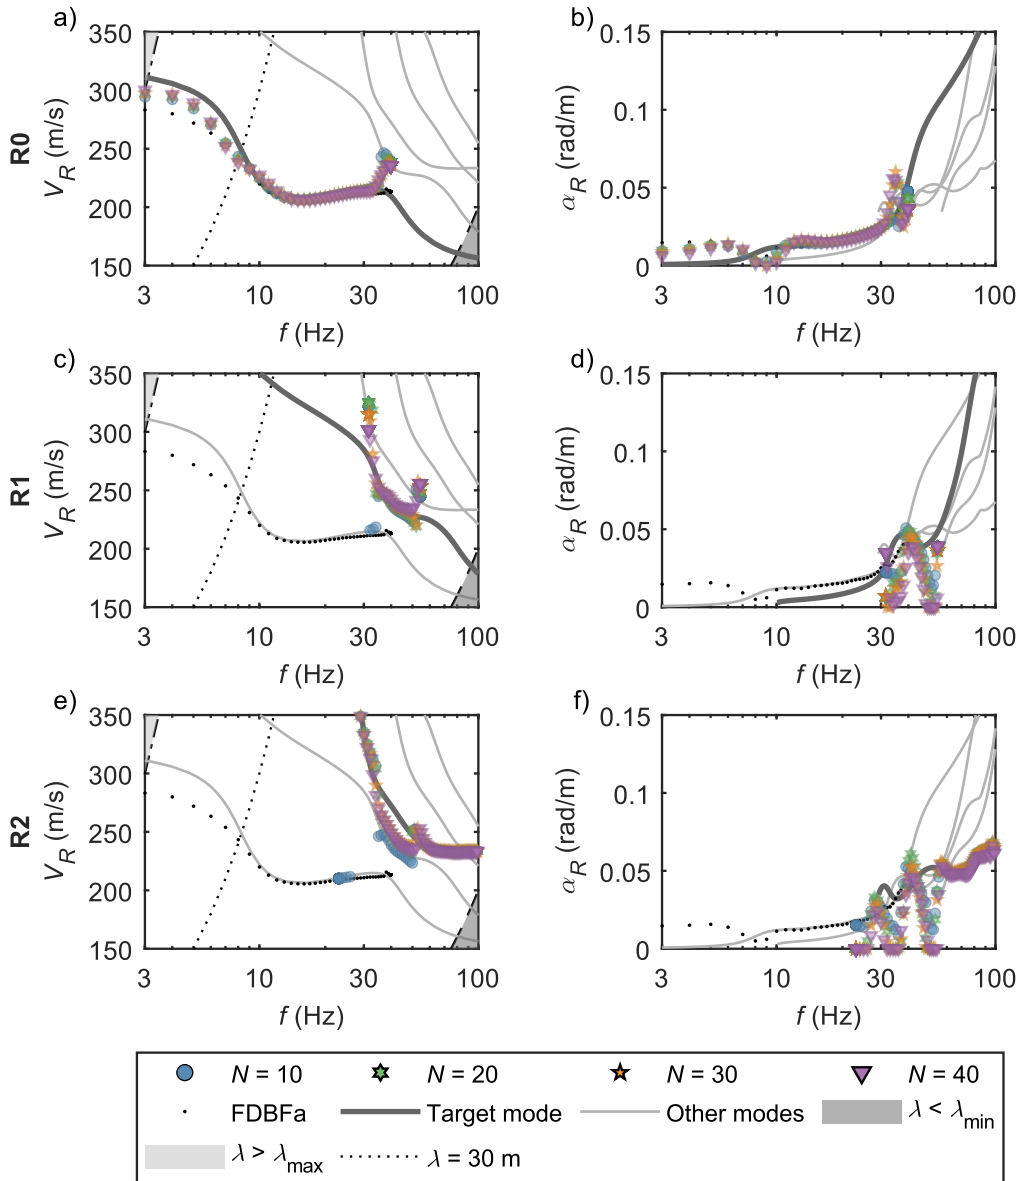 a)
b)
350
300
250
200
150
R0
V_R (m/s)
3 10 30 100
f (Hz)
0.15
0.1
0.05
0
α_R (rad/m)
3 10 30 100
f (Hz)
c)
d)
350
300
250
200
150
R1
V_R (m/s)
3 10 30 100
f (Hz)
0.15
0.1
0.05
0
α_R (rad/m)
3 10 30 100
f (Hz)
e)
f)
350
300
250
200
150
R2
V_R (m/s)
3 10 30 100
f (Hz)
0.15
0.1
0.05
0
α_R (rad/m)
3 10 30 100
f (Hz)
N = 10 N = 20 N = 30 N = 40
FDBFa Target mode Other modes λ < λ_min
λ > λ_max λ = 30 m